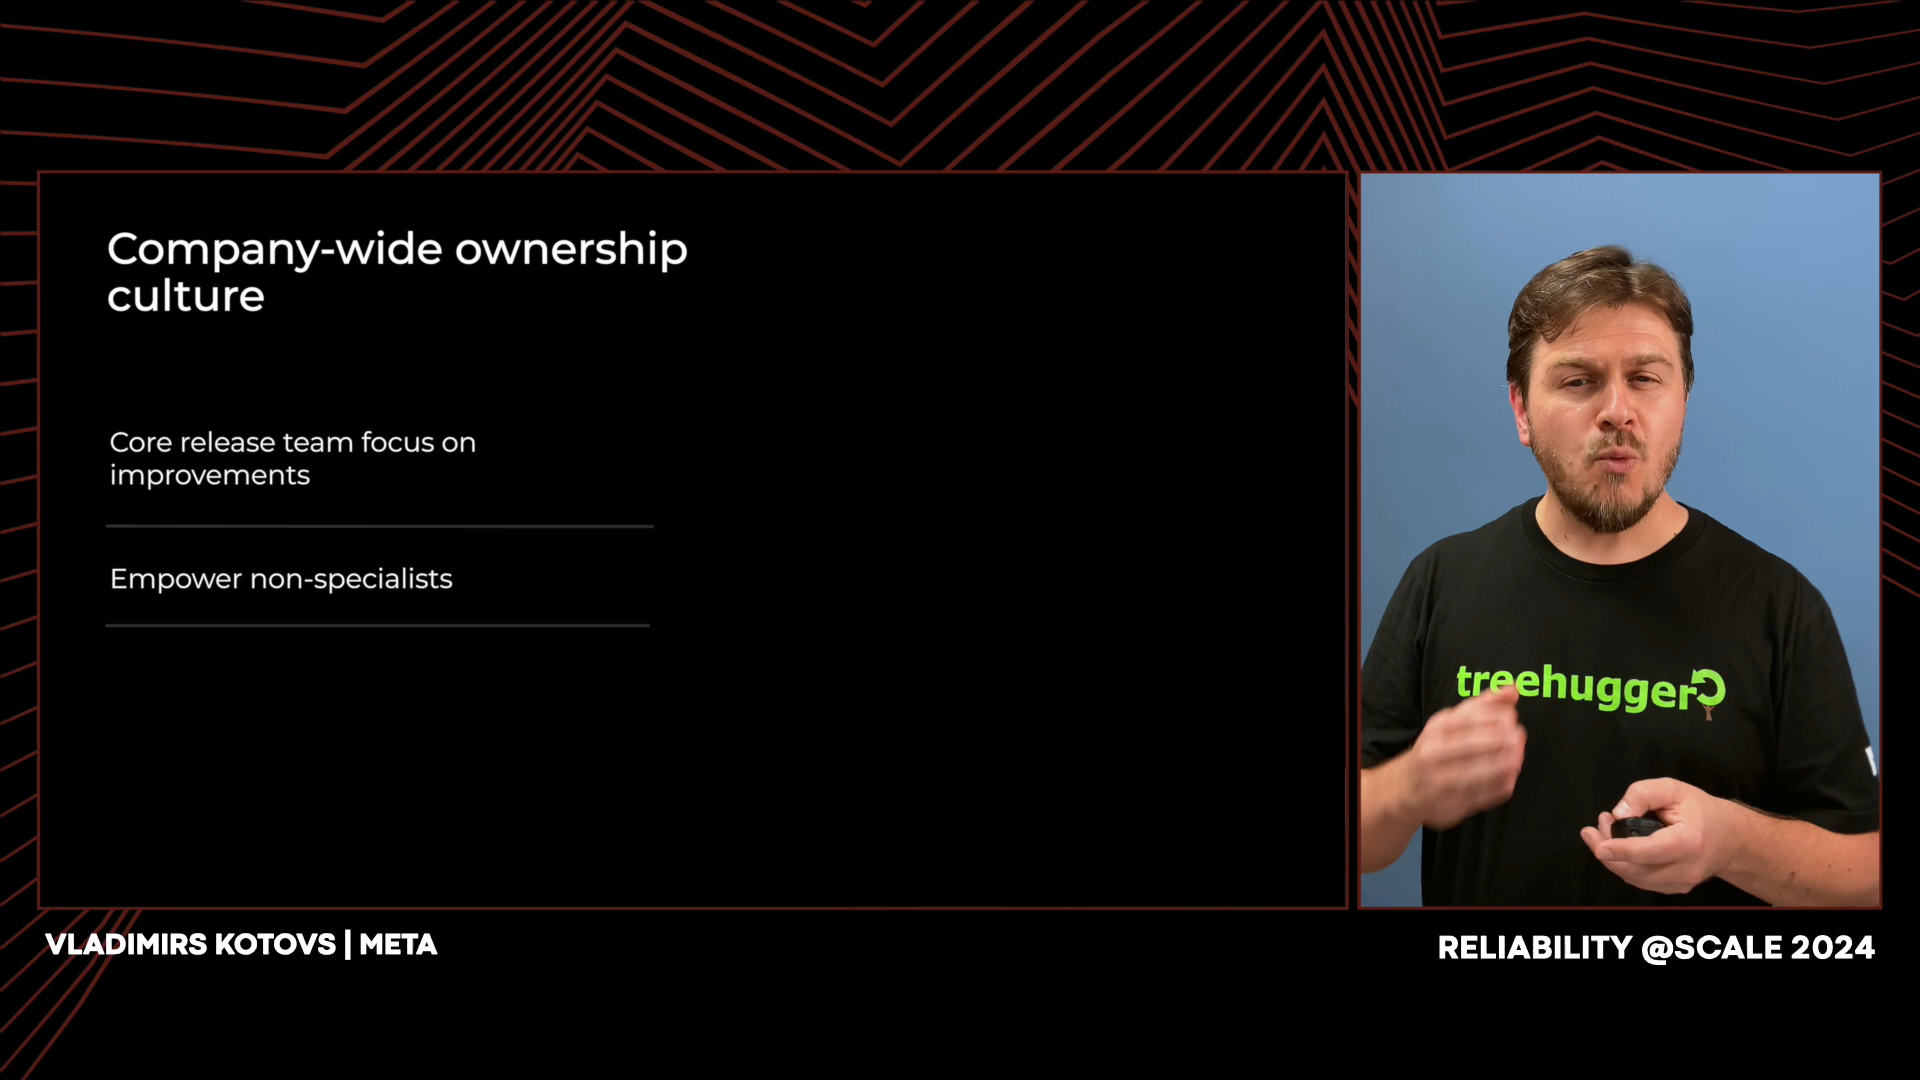 Company-wide ownership
culture
Core release team focus on
improvements
Empower non-specialists
treehugger
VLADIMIRS KOTOVS | META
RELIABILITY @SCALE 2024